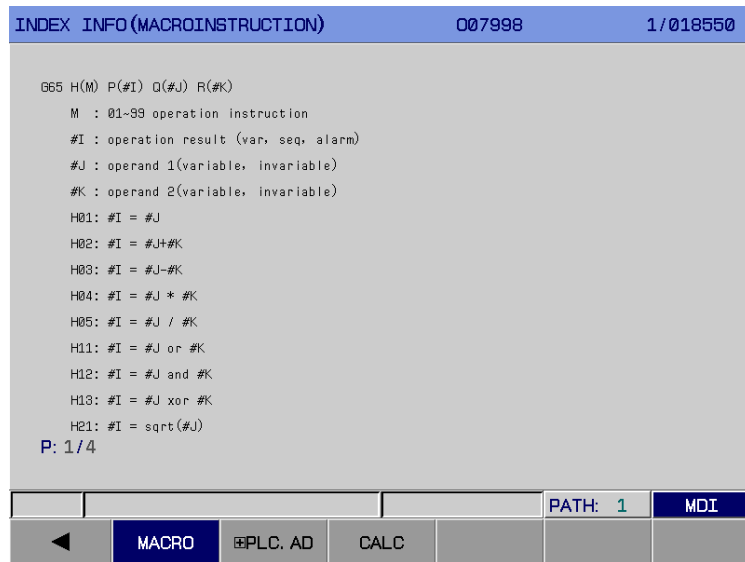 INDEX INFO(MACROINSTRUCTION) O07998 1/018550
G65 H(M) P(#I) Q(#J) R(#K)
M : 01~99 operation instruction
#I : operation result (var, seq, alarm)
#J : operand 1(variable, invariable)
#K : operand 2(variable, invariable)
H01: #I = #J
H02: #I = #J+#K
H03: #I = #J-#K
H04: #I = #J * #K
H05: #I = #J / #K
H11: #I = #J or #K
H12: #I = #J and #K
H13: #I = #J xor #K
H21: #I = sqrt(#J)
P: 1/4
PATH: 1 MDI
◀ MACRO ⊞PLC. AD CALC